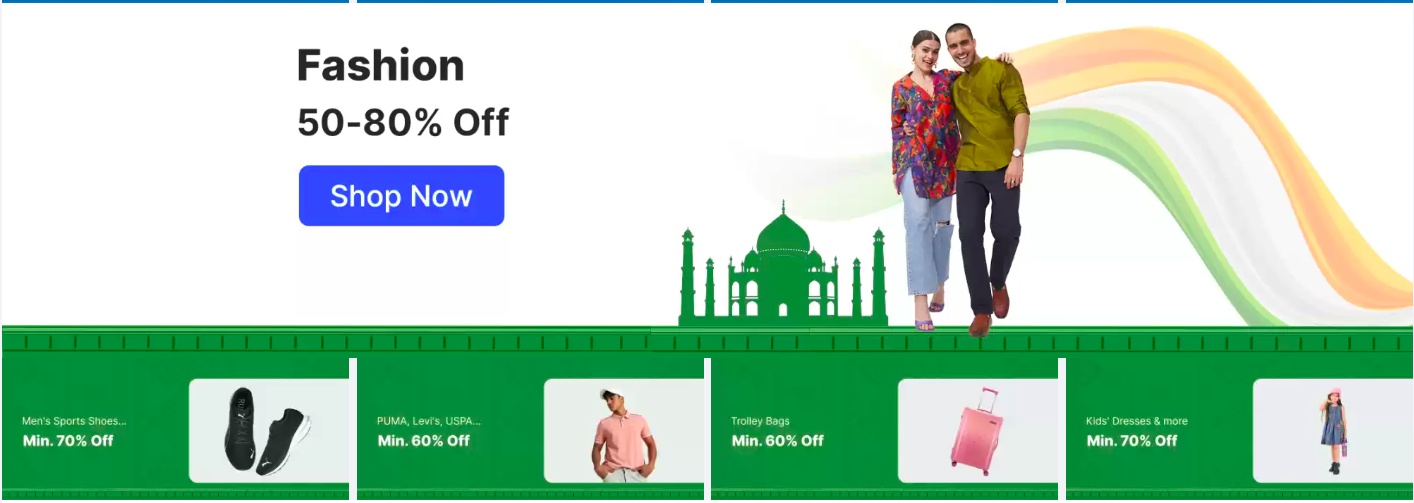 Fashion
50-80% Off
Shop Now
Men's Sports Shoes...
Min. 70% Off
PUMA, Levi's, USPA...
Min. 60% Off
Trolley Bags
Min. 60% Off
Kids' Dresses & more
Min. 70% Off